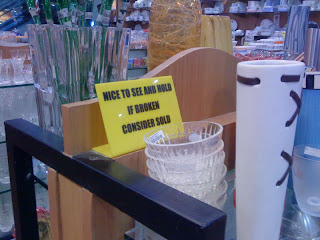 NICE TO SEE AND HOLD
IF BROKEN
CONSIDER SOLD